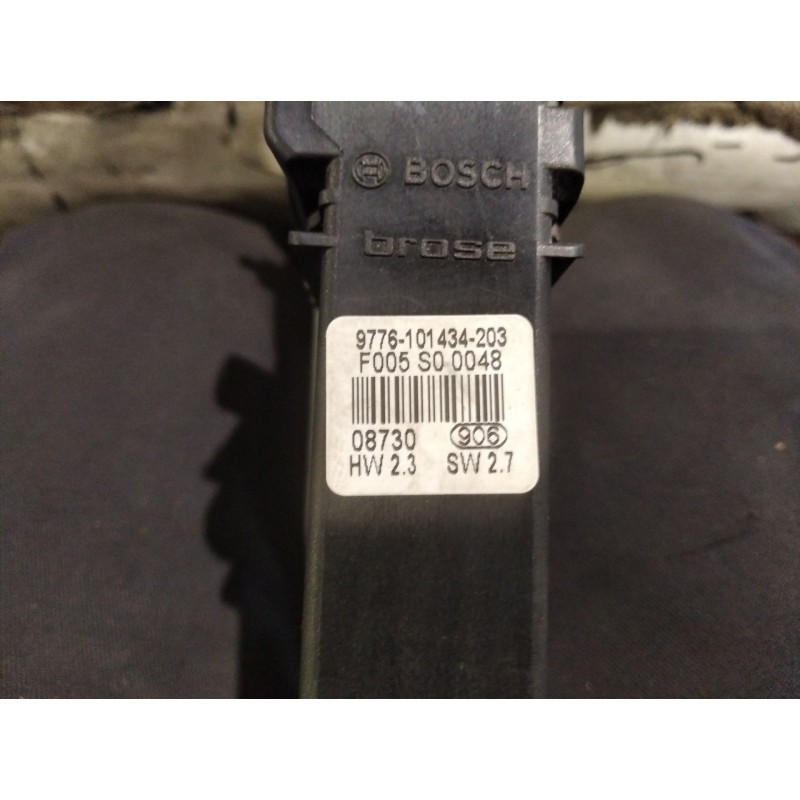 BOSCH
brose
9776-101434-203
F005 S0 0048
08730 906
HW 2.3 SW 2.7